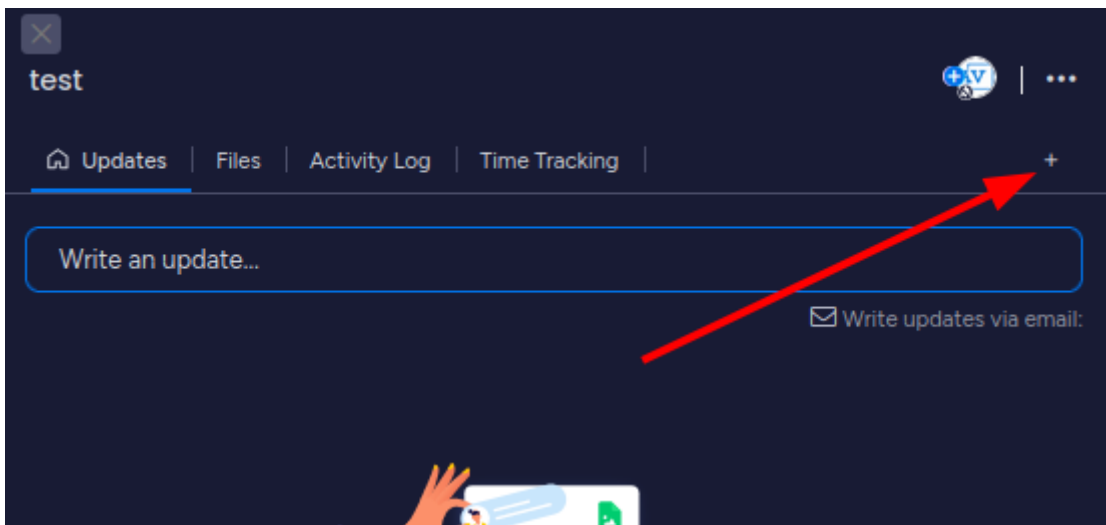 test
Updates | Files | Activity Log | Time Tracking | +
Write an update...
Write updates via email: